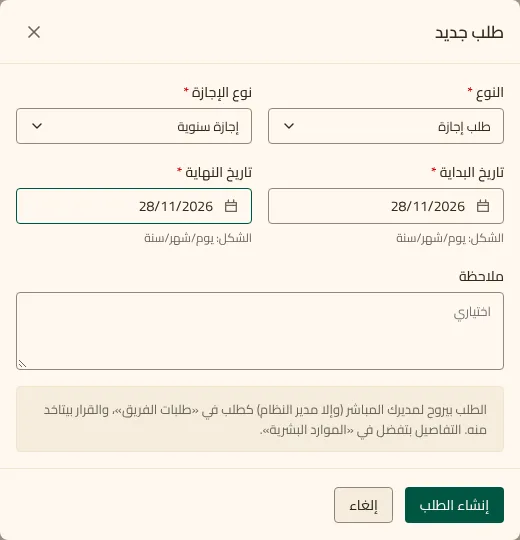 طلب جديد
النوع *
نوع الإجازة *
طلب إجازة
إجازة سنوية
تاريخ البداية *
تاريخ النهاية *
28/11/2026
28/11/2026
الشكل: يوم/شهر/سنة
الشكل: يوم/شهر/سنة
ملاحظة
اختياري
الطلب بيروح لمديرك المباشر (وإلا مدير النظام) كطلب في «طلبات الفريق»، والقرار بيتاخد
منه. التفاصيل بتفضل في «الموارد البشرية».
إنشاء الطلب
إلغاء